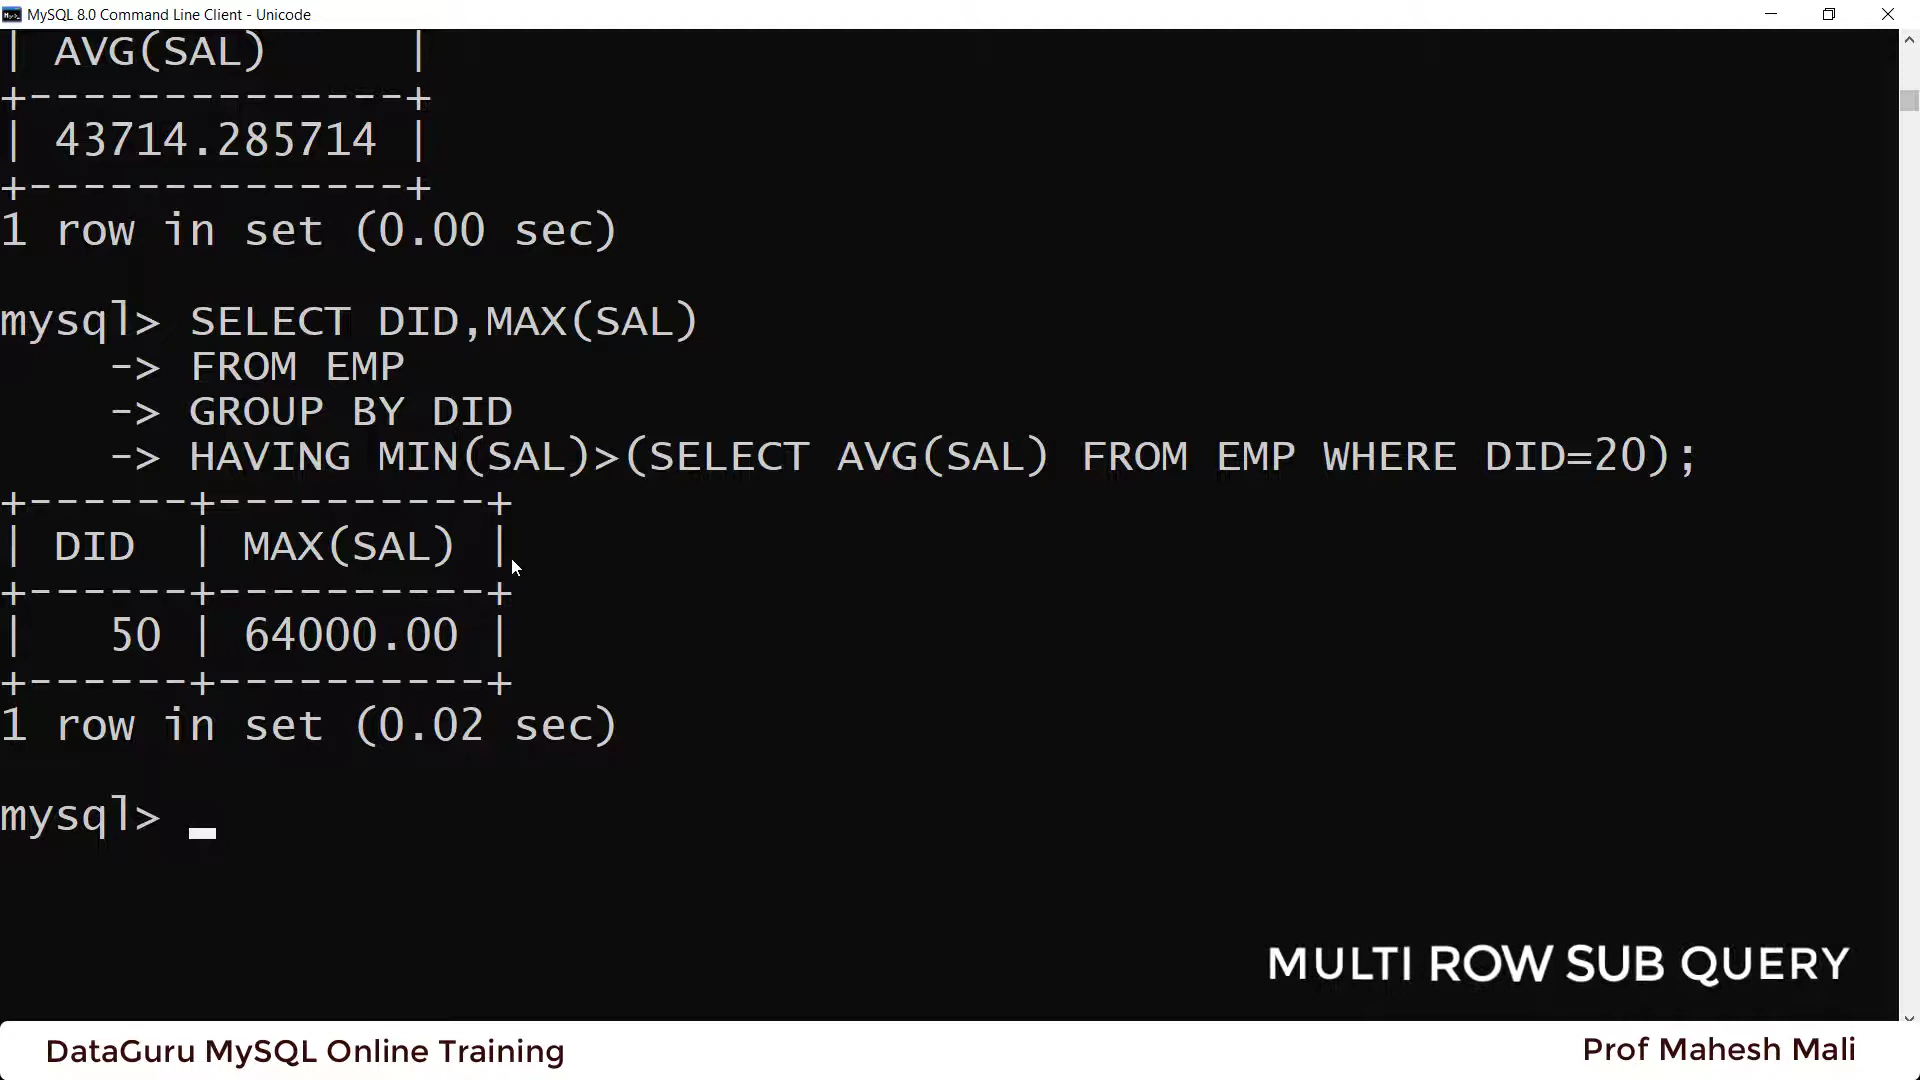 MySQL 8.0 Command Line Client - Unicode
| AVG(SAL)     |
+--------------+
| 43714.285714 |
+--------------+
1 row in set (0.00 sec)
mysql> SELECT DID,MAX(SAL)
    -> FROM EMP
    -> GROUP BY DID
    -> HAVING MIN(SAL)>(SELECT AVG(SAL) FROM EMP WHERE DID=20);
+------+----------+
| DID  | MAX(SAL) |
+------+----------+
|   50 | 64000.00 |
+------+----------+
1 row in set (0.02 sec)
mysql>
MULTI ROW SUB QUERY
DataGuru MySQL Online Training
Prof Mahesh Mali